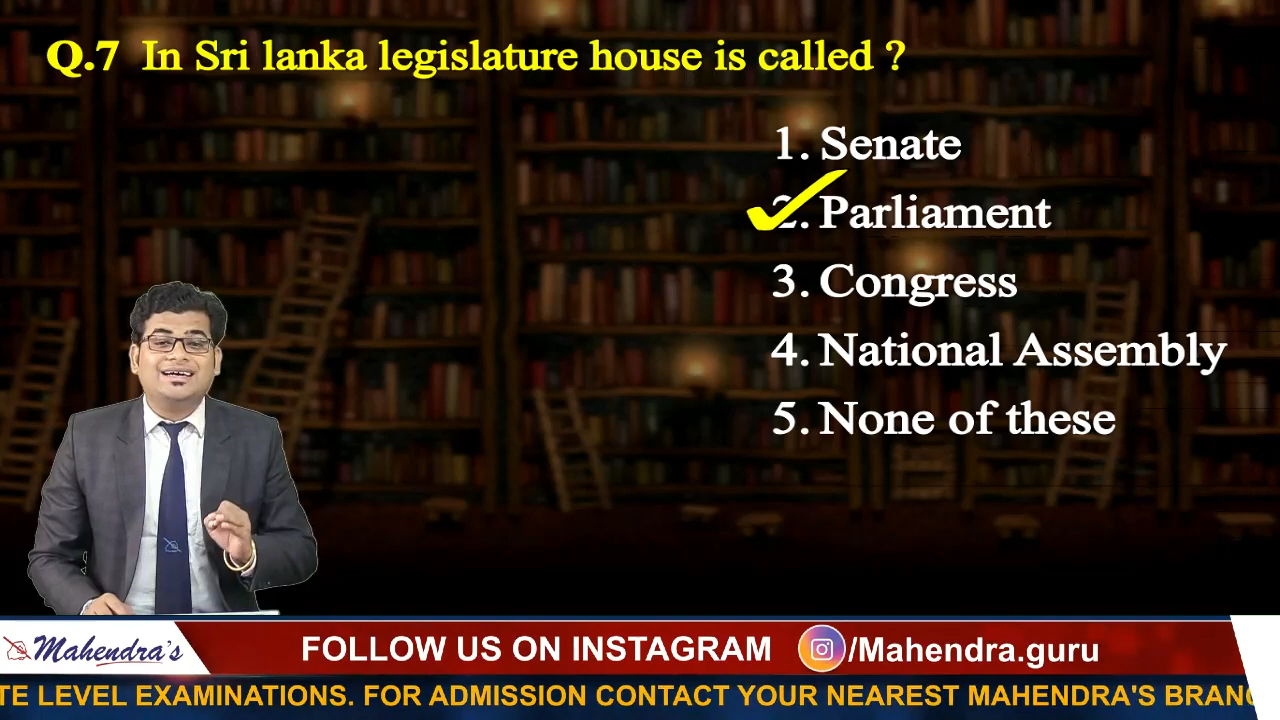 Q.7 In Sri lanka legislature house is called ?
1. Senate
2. Parliament
3. Congress
4. National Assembly
5. None of these
Mahendra's
FOLLOW US ON INSTAGRAM /Mahendra.guru
TE LEVEL EXAMINATIONS. FOR ADMISSION CONTACT YOUR NEAREST MAHENDRA'S BRANC